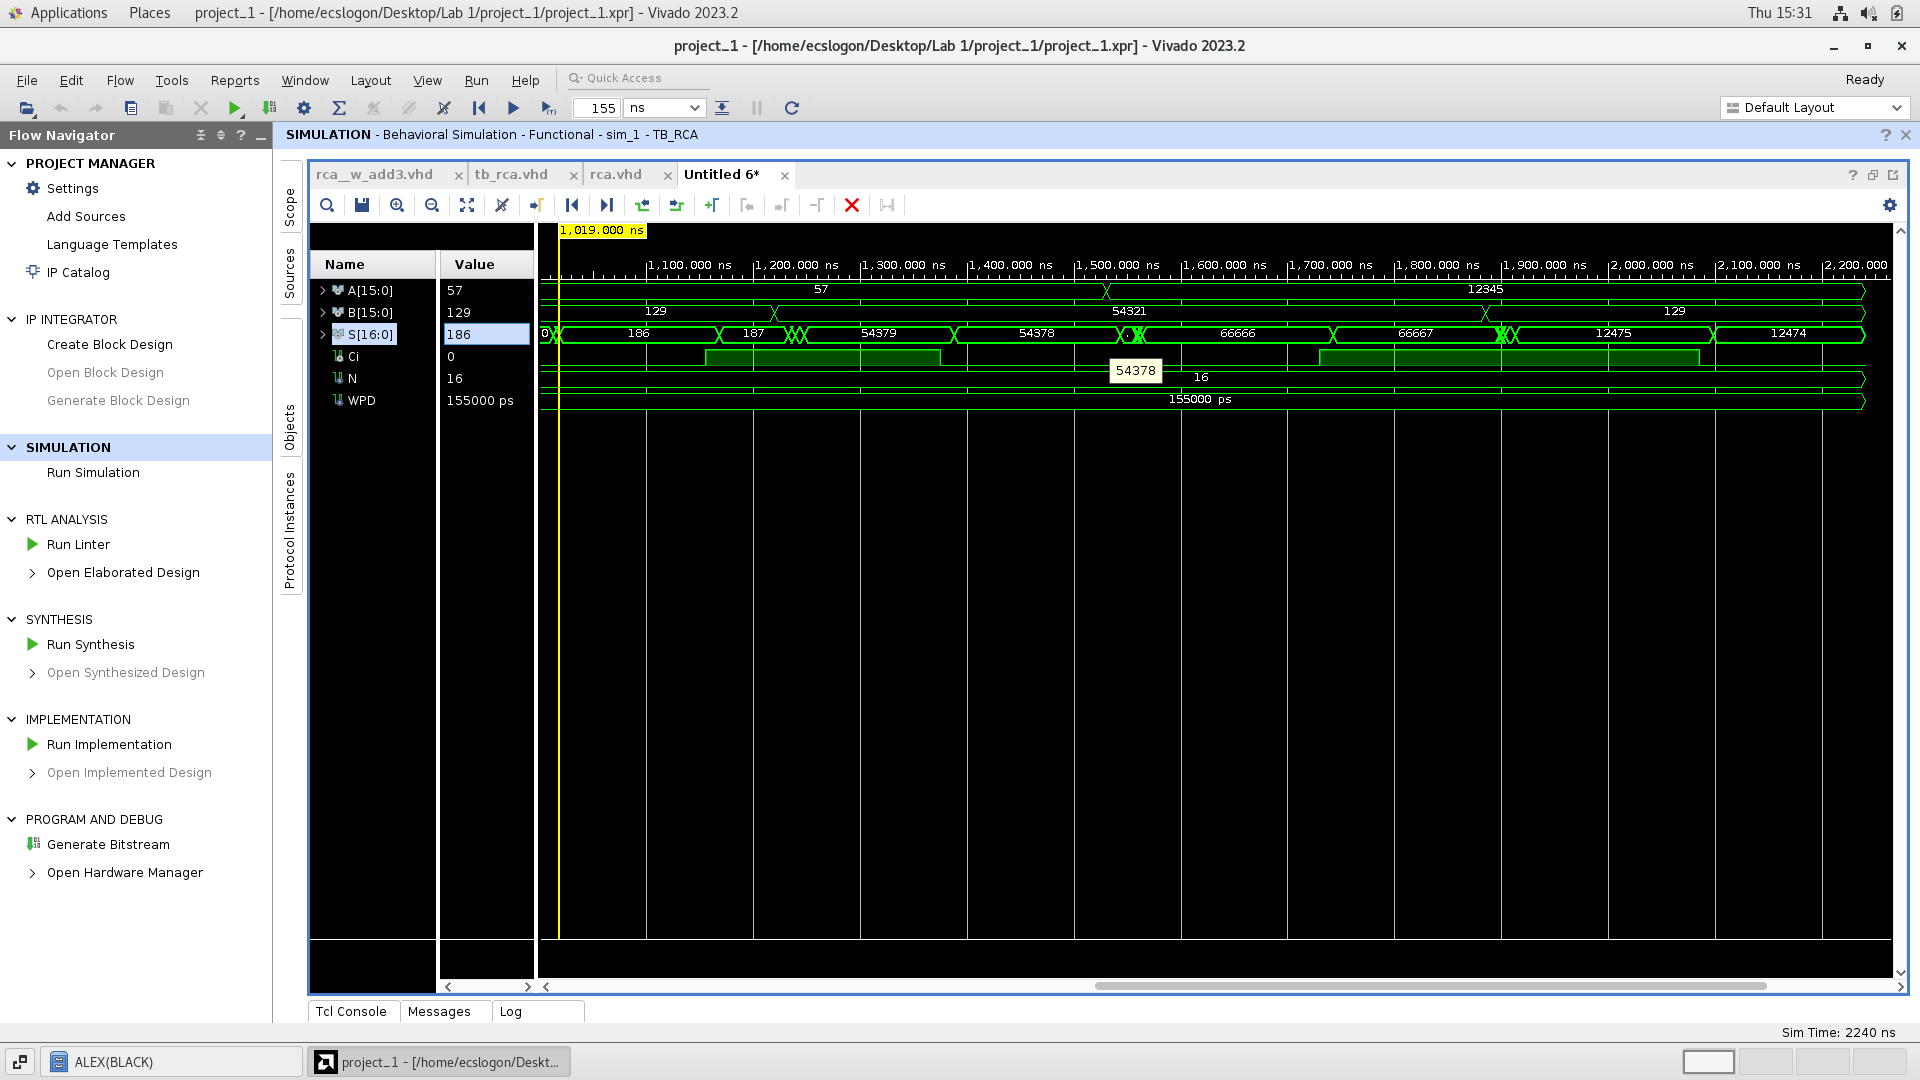 Applications Places project_1 - [/home/ecslogon/Desktop/Lab 1/project_1/project_1.xpr] - Vivado 2023.2 Thu 15:31
project_1 - [/home/ecslogon/Desktop/Lab 1/project_1/project_1.xpr] - Vivado 2023.2
File Edit Flow Tools Reports Window Layout View Run Help Quick Access Ready
155 ns Default Layout
Flow Navigator
SIMULATION - Behavioral Simulation - Functional - sim_1 - TB_RCA
PROJECT MANAGER
Settings
Add Sources
Language Templates
IP Catalog
IP INTEGRATOR
Create Block Design
Open Block Design
Generate Block Design
SIMULATION
Run Simulation
RTL ANALYSIS
Run Linter
Open Elaborated Design
SYNTHESIS
Run Synthesis
Open Synthesized Design
IMPLEMENTATION
Run Implementation
Open Implemented Design
PROGRAM AND DEBUG
Generate Bitstream
Open Hardware Manager
Scope
Sources
Objects
Protocol Instances
rca__w_add3.vhd tb_rca.vhd rca.vhd Untitled 6*
1,019.000 ns
Name Value
1,100.000 ns 1,200.000 ns 1,300.000 ns 1,400.000 ns 1,500.000 ns 1,600.000 ns 1,700.000 ns 1,800.000 ns 1,900.000 ns 2,000.000 ns 2,100.000 ns 2,200.000
A[15:0] 57 57 12345
B[15:0] 129 129 54321 129
S[16:0] 186 0 186 187 54379 54378 . 66666 66667 12475 12474
Ci 0
54378
N 16 16
WPD 155000 ps 155000 ps
Tcl Console Messages Log
Sim Time: 2240 ns
ALEX(BLACK) project_1 - [/home/ecslogon/Deskt...